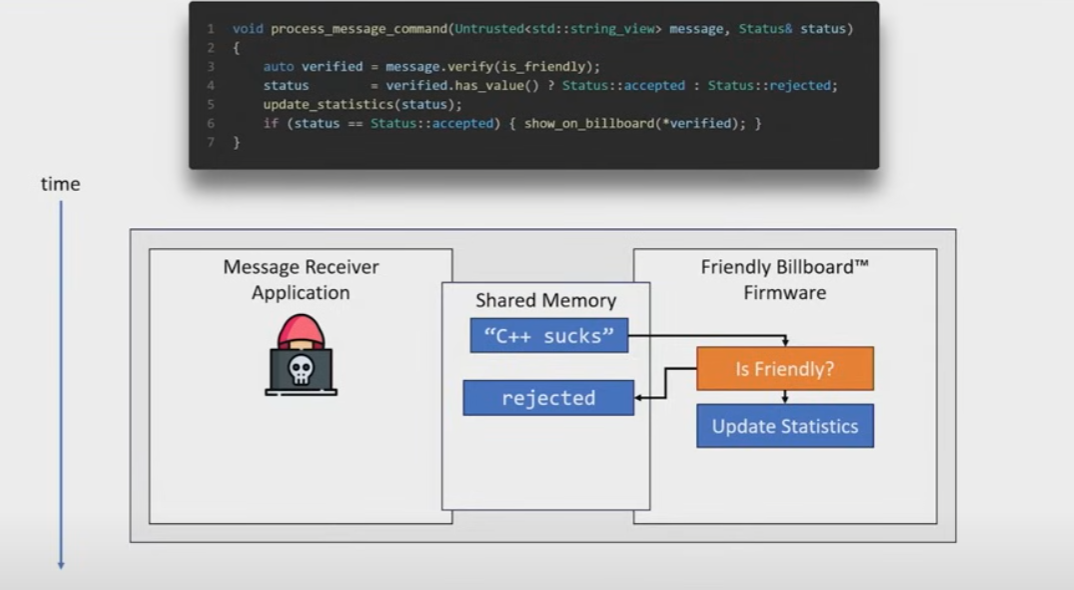 1 void process_message_command(Untrusted<std::string_view> message, Status& status)
2 {
3     auto verified = message.verify(is_friendly);
4     status        = verified.has_value() ? Status::accepted : Status::rejected;
5     update_statistics(status);
6     if (status == Status::accepted) { show_on_billboard(*verified); }
7 }
time
Message Receiver
Application
Shared Memory
“C++ sucks”
rejected
Friendly Billboard™
Firmware
Is Friendly?
Update Statistics